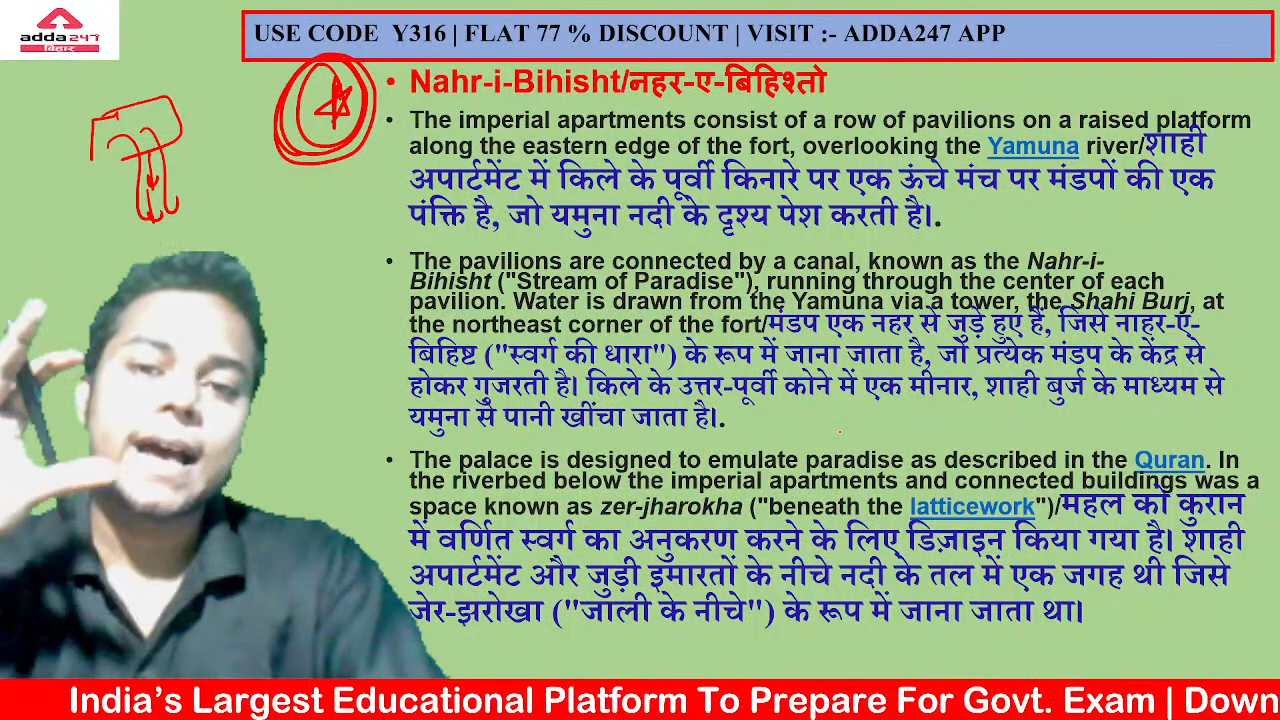 adda247
बिहार
USE CODE Y316 | FLAT 77 % DISCOUNT | VISIT :- ADDA247 APP
• Nahr-i-Bihisht/नहर-ए-बिहिश्तो
• The imperial apartments consist of a row of pavilions on a raised platform
along the eastern edge of the fort, overlooking the Yamuna river/शाही
अपार्टमेंट में किले के पूर्वी किनारे पर एक ऊंचे मंच पर मंडपों की एक
पंक्ति है, जो यमुना नदी के दृश्य पेश करती है।.
• The pavilions are connected by a canal, known as the Nahr-i-
Bihisht ("Stream of Paradise"), running through the center of each
pavilion. Water is drawn from the Yamuna via a tower, the Shahi Burj, at
the northeast corner of the fort/मंडप एक नहर से जुड़े हुए हैं, जिसे नाहर-ए-
बिहिष्ट ("स्वर्ग की धारा") के रूप में जाना जाता है, जो प्रत्येक मंडप के केंद्र से
होकर गुजरती है। किले के उत्तर-पूर्वी कोने में एक मीनार, शाही बुर्ज के माध्यम से
यमुना से पानी खींचा जाता है।.
• The palace is designed to emulate paradise as described in the Quran. In
the riverbed below the imperial apartments and connected buildings was a
space known as zer-jharokha ("beneath the latticework")/महल को कुरान
में वर्णित स्वर्ग का अनुकरण करने के लिए डिज़ाइन किया गया है। शाही
अपार्टमेंट और जुड़ी इमारतों के नीचे नदी के तल में एक जगह थी जिसे
जेर-झरोखा ("जाली के नीचे") के रूप में जाना जाता था।
India's Largest Educational Platform To Prepare For Govt. Exam | Down